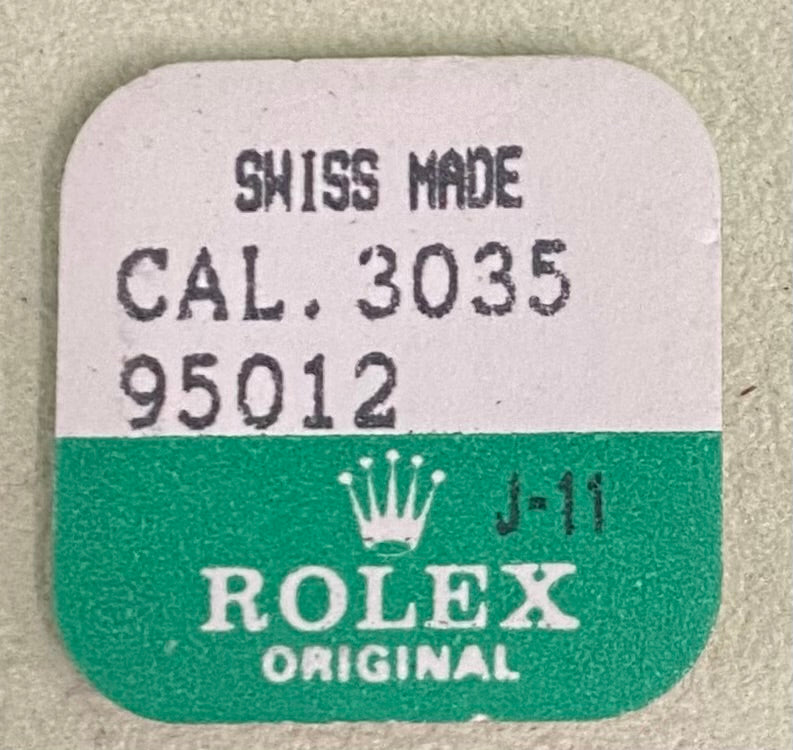 SWISS MADE
CAL. 3035
95012
J-11
ROLEX
ORIGINAL